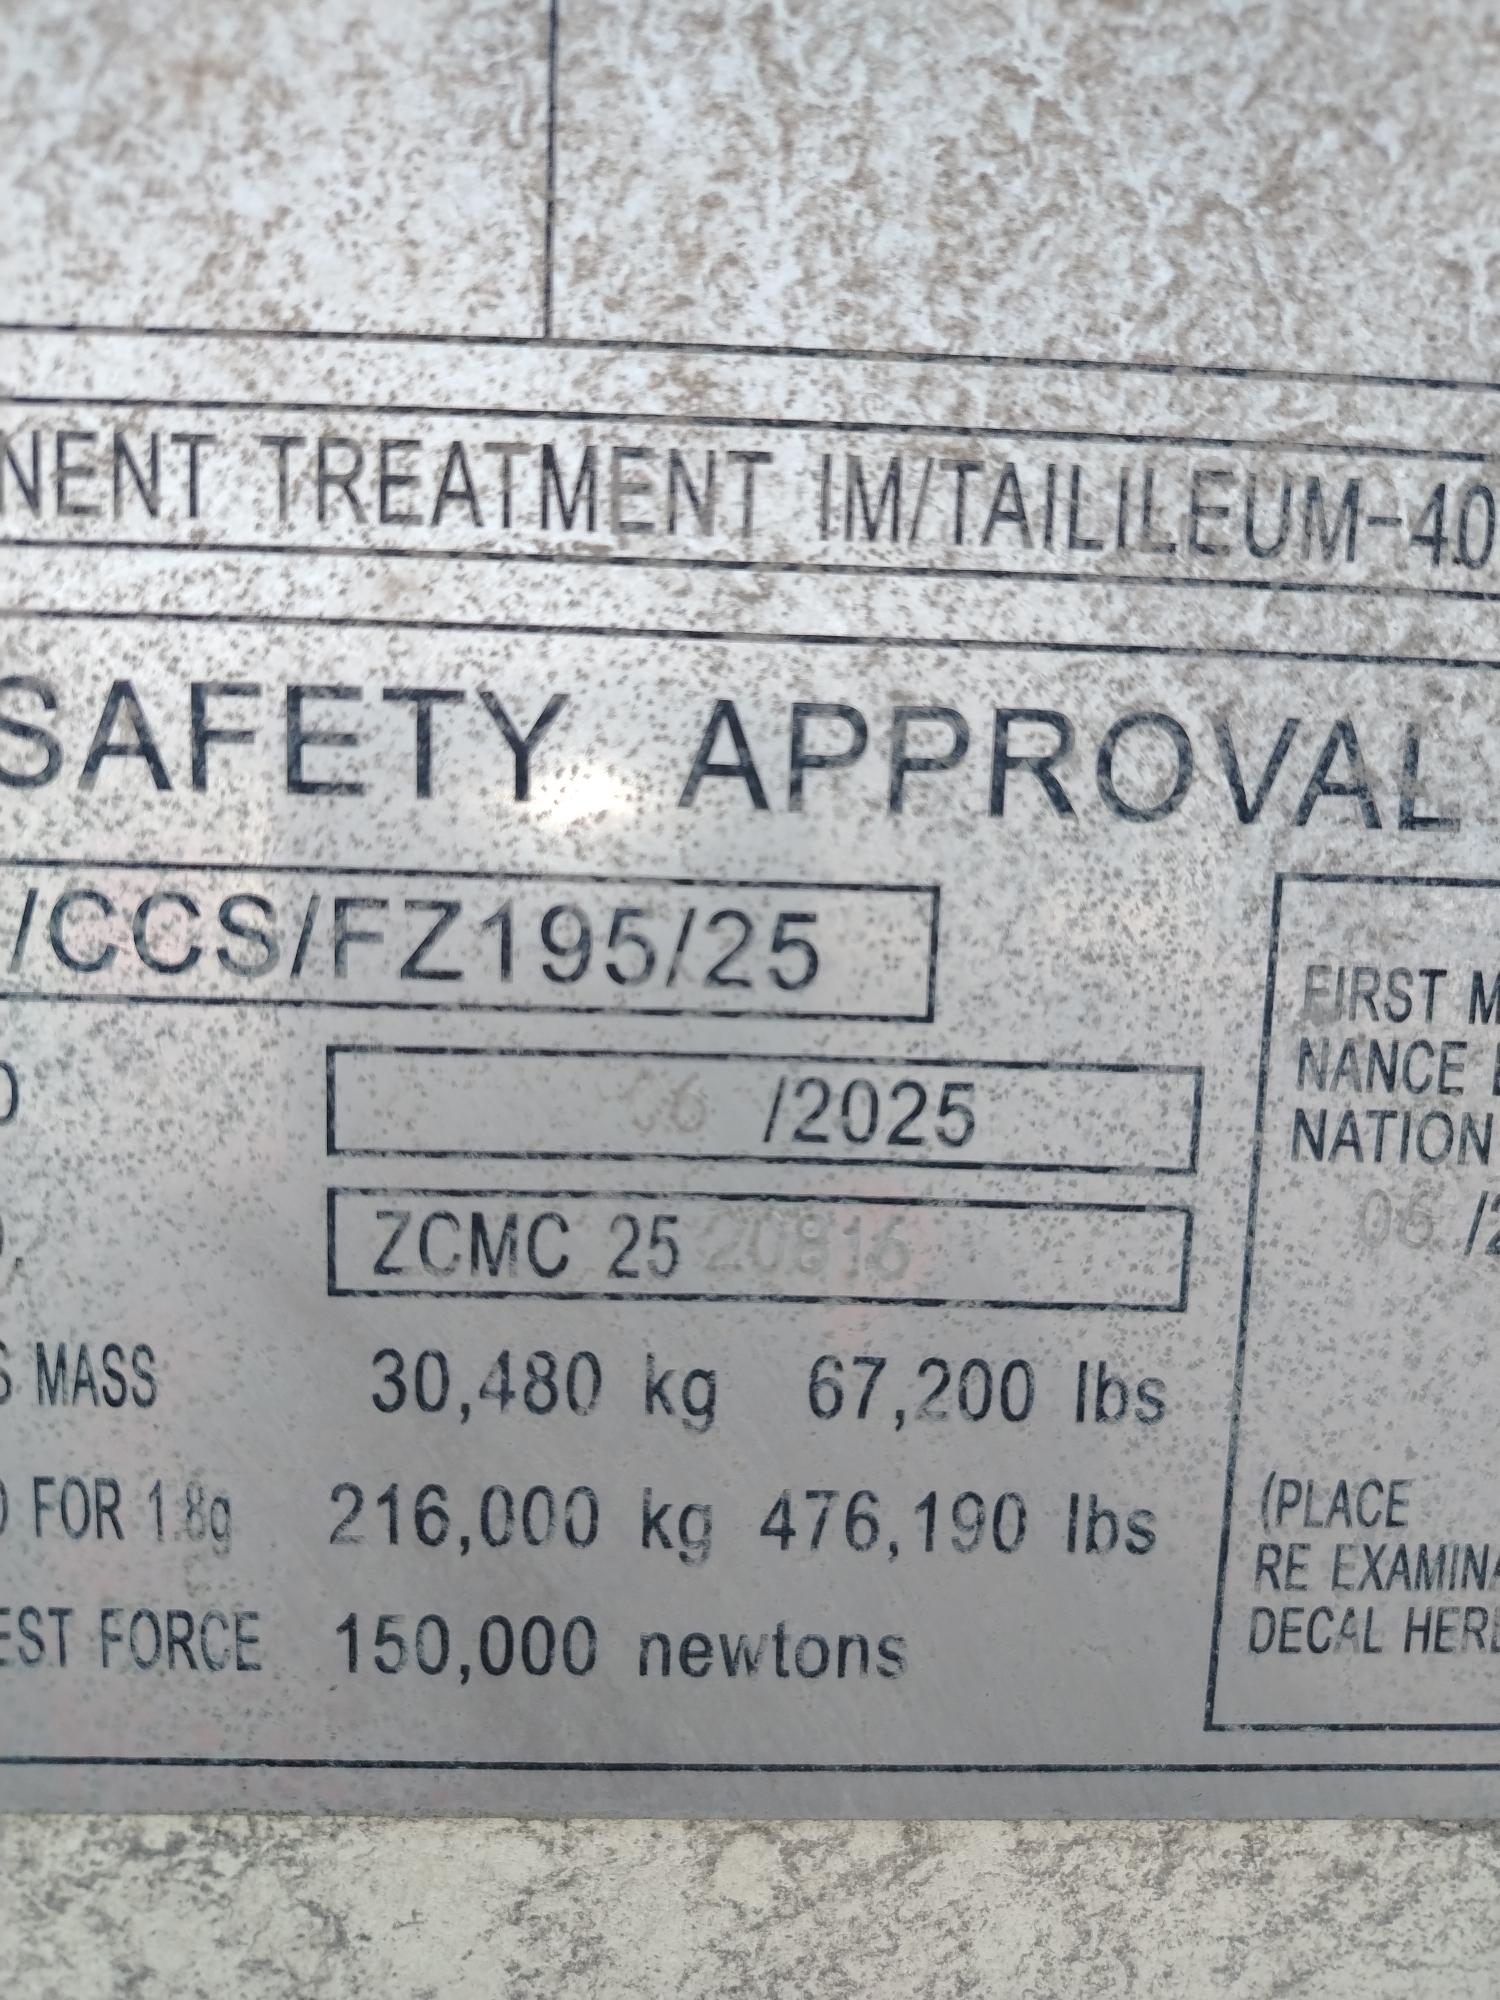 NENT TREATMENT IM/TAILILEUM-40
SAFETY APPROVAL
/CCS/FZ195/25
D
06 /2025
ZCMC 25 20816
S MASS 30,480 kg 67,200 lbs
FOR 1.8g 216,000 kg 476,190 lbs
EST FORCE 150,000 newtons
FIRST M
NANCE E
NATION
06 /2
(PLACE
RE EXAMINA
DECAL HERE